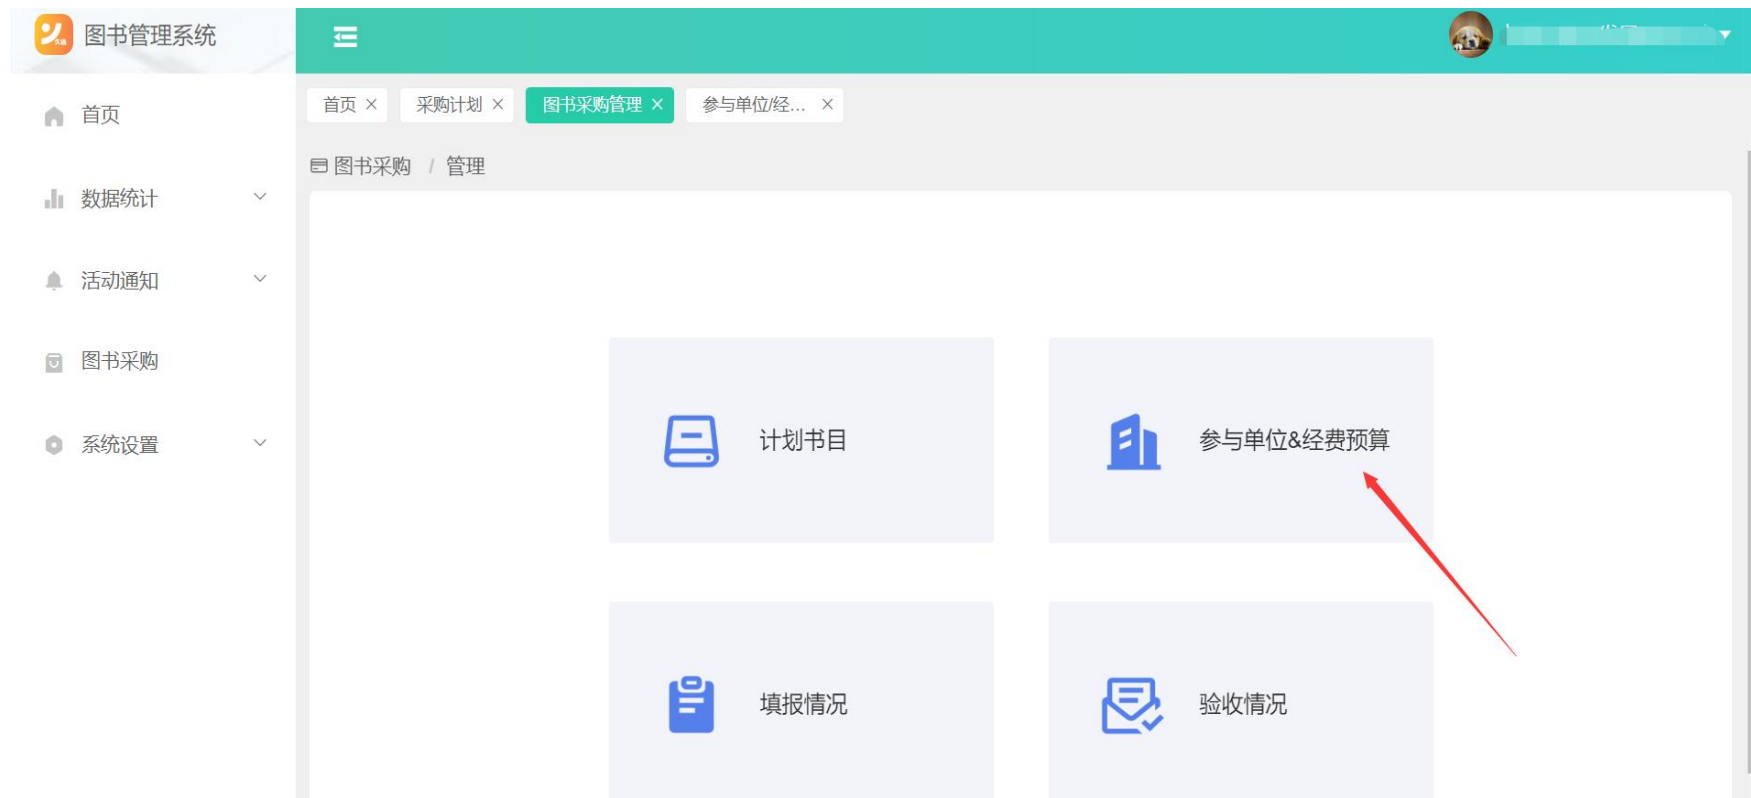 图书管理系统
首页
数据统计
活动通知
图书采购
系统设置
首页 × 采购计划 × 图书采购管理 × 参与单位/经... ×
图书采购 / 管理
计划书目
参与单位&经费预算
填报情况
验收情况